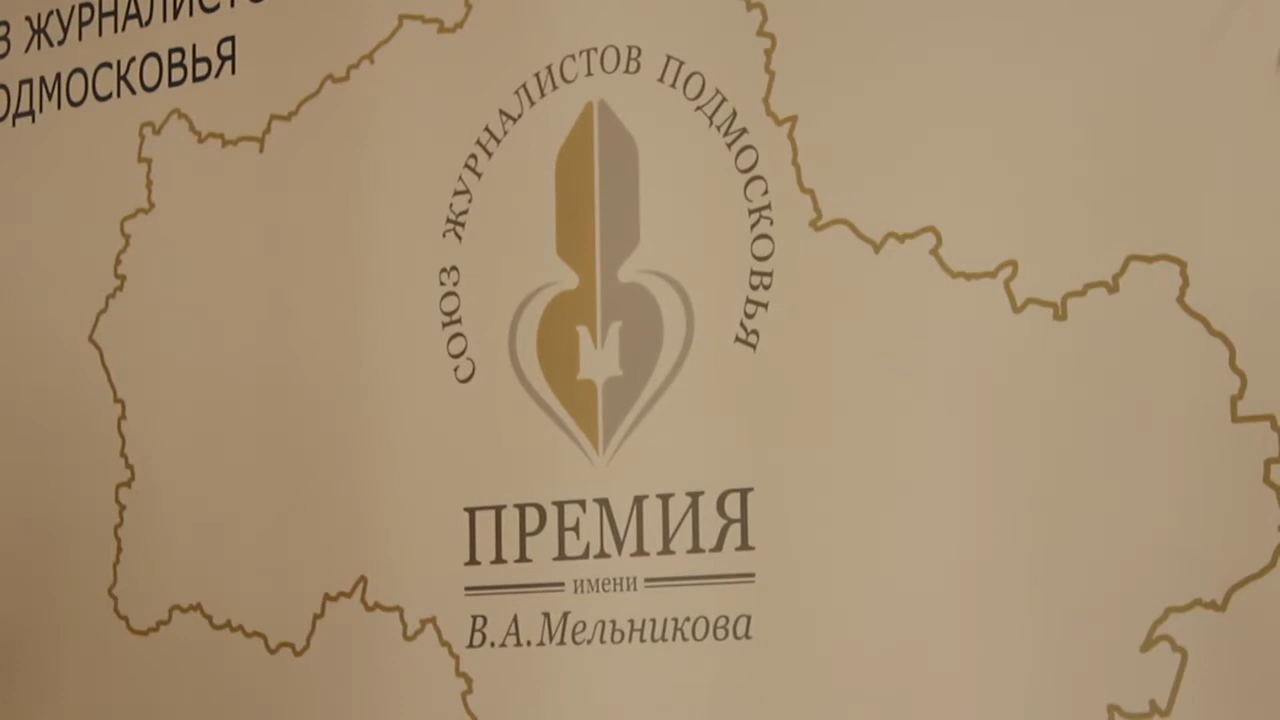 ЖУРНАЛИСТО
ОДМОСКОВЬЯ
СОЮЗ ЖУРНАЛИСТОВ ПОДМОСКОВЬЯ
ПРЕМИЯ
имени
В.А.Мельникова